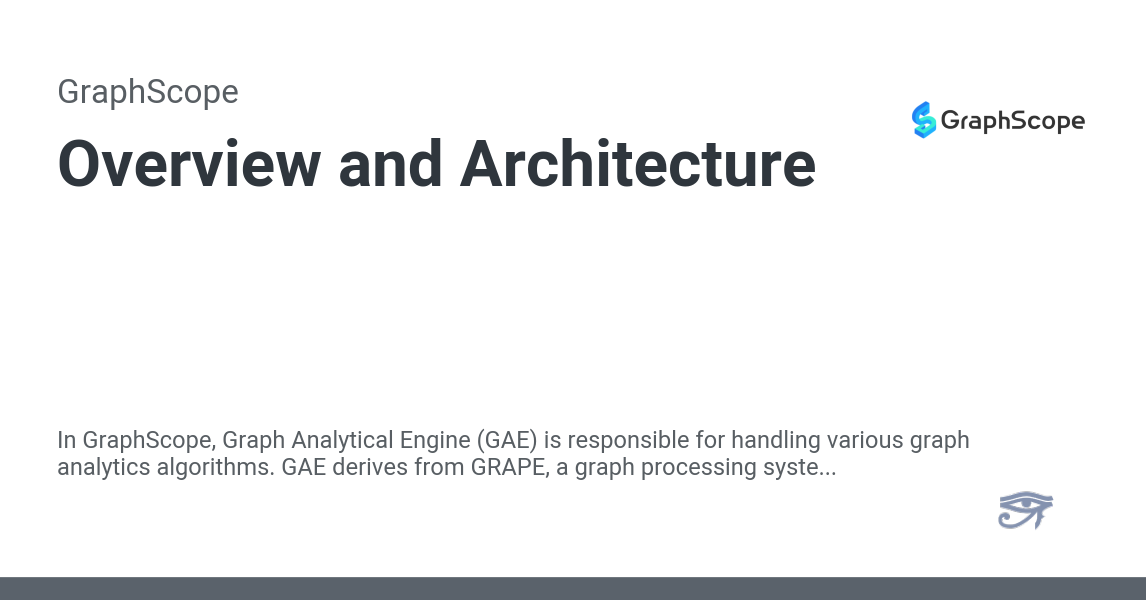 GraphScope
GraphScope
Overview and Architecture
In GraphScope, Graph Analytical Engine (GAE) is responsible for handling various graph
analytics algorithms. GAE derives from GRAPE, a graph processing syste...